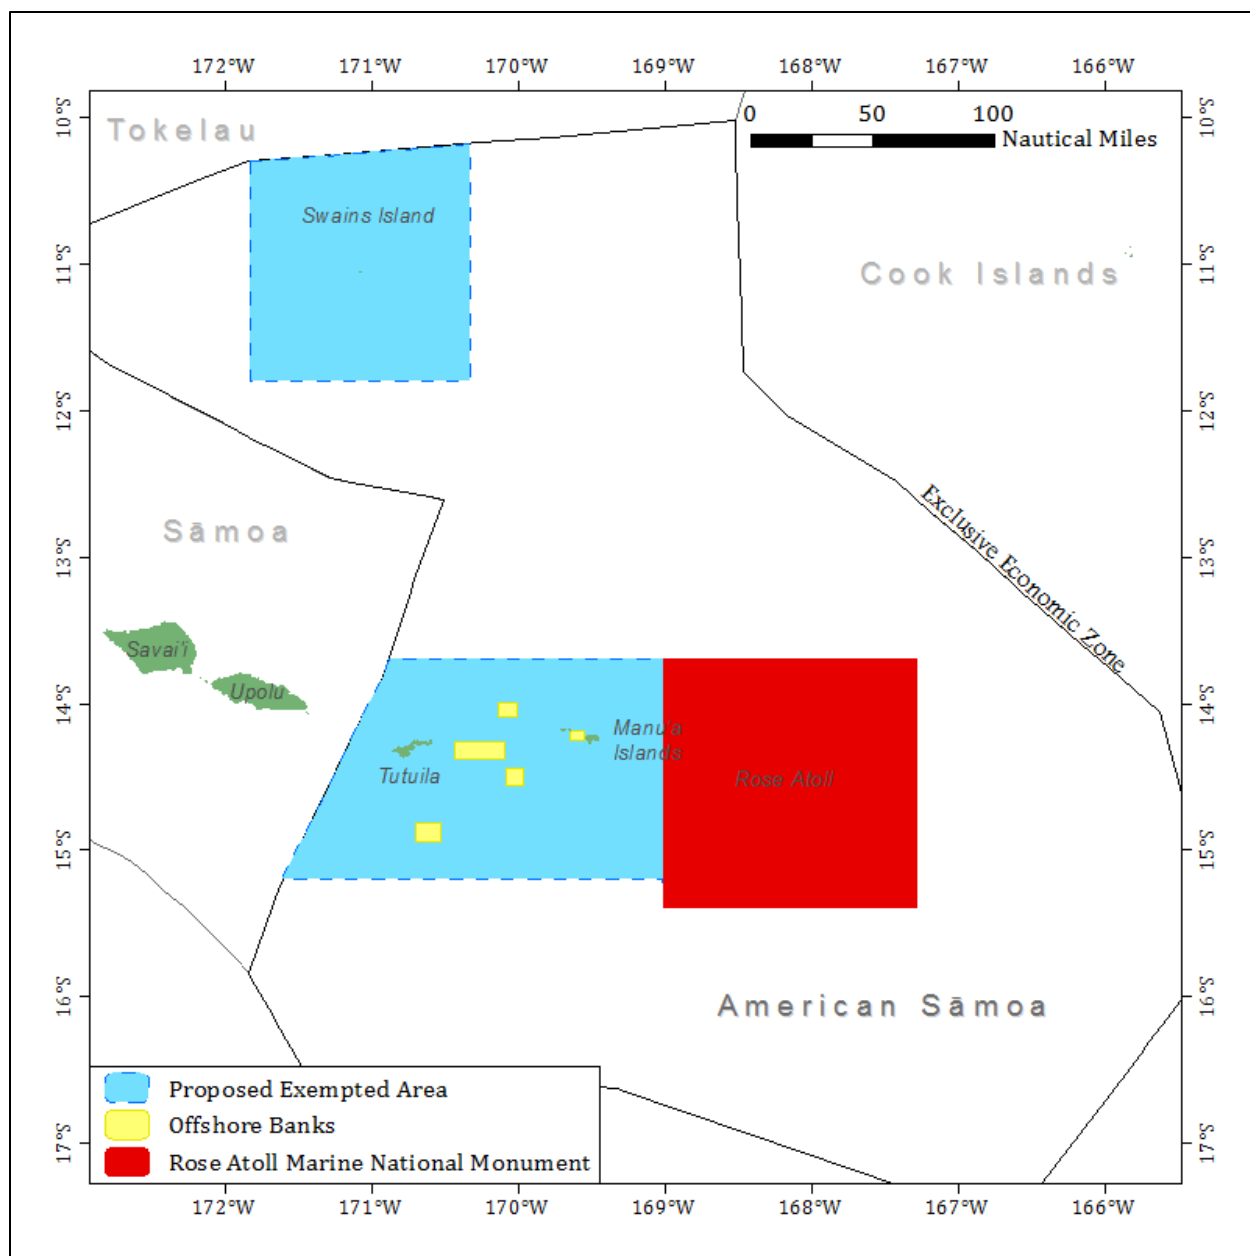 172°W 171°W 170°W 169°W 168°W 167°W 166°W
10°S
10°S
Tokelau
0 50 100
Nautical Miles
Swains Island
11°S
11°S
Cook Islands
12°S
12°S
Exclusive Economic Zone
Sāmoa
13°S
13°S
Savai'i
Upolu
14°S
14°S
Manu'a
Islands
Tutuila
Rose Atoll
15°S
15°S
16°S
16°S
American Sāmoa
Proposed Exempted Area
Offshore Banks
Rose Atoll Marine National Monument
17°S
17°S
172°W 171°W 170°W 169°W 168°W 167°W 166°W